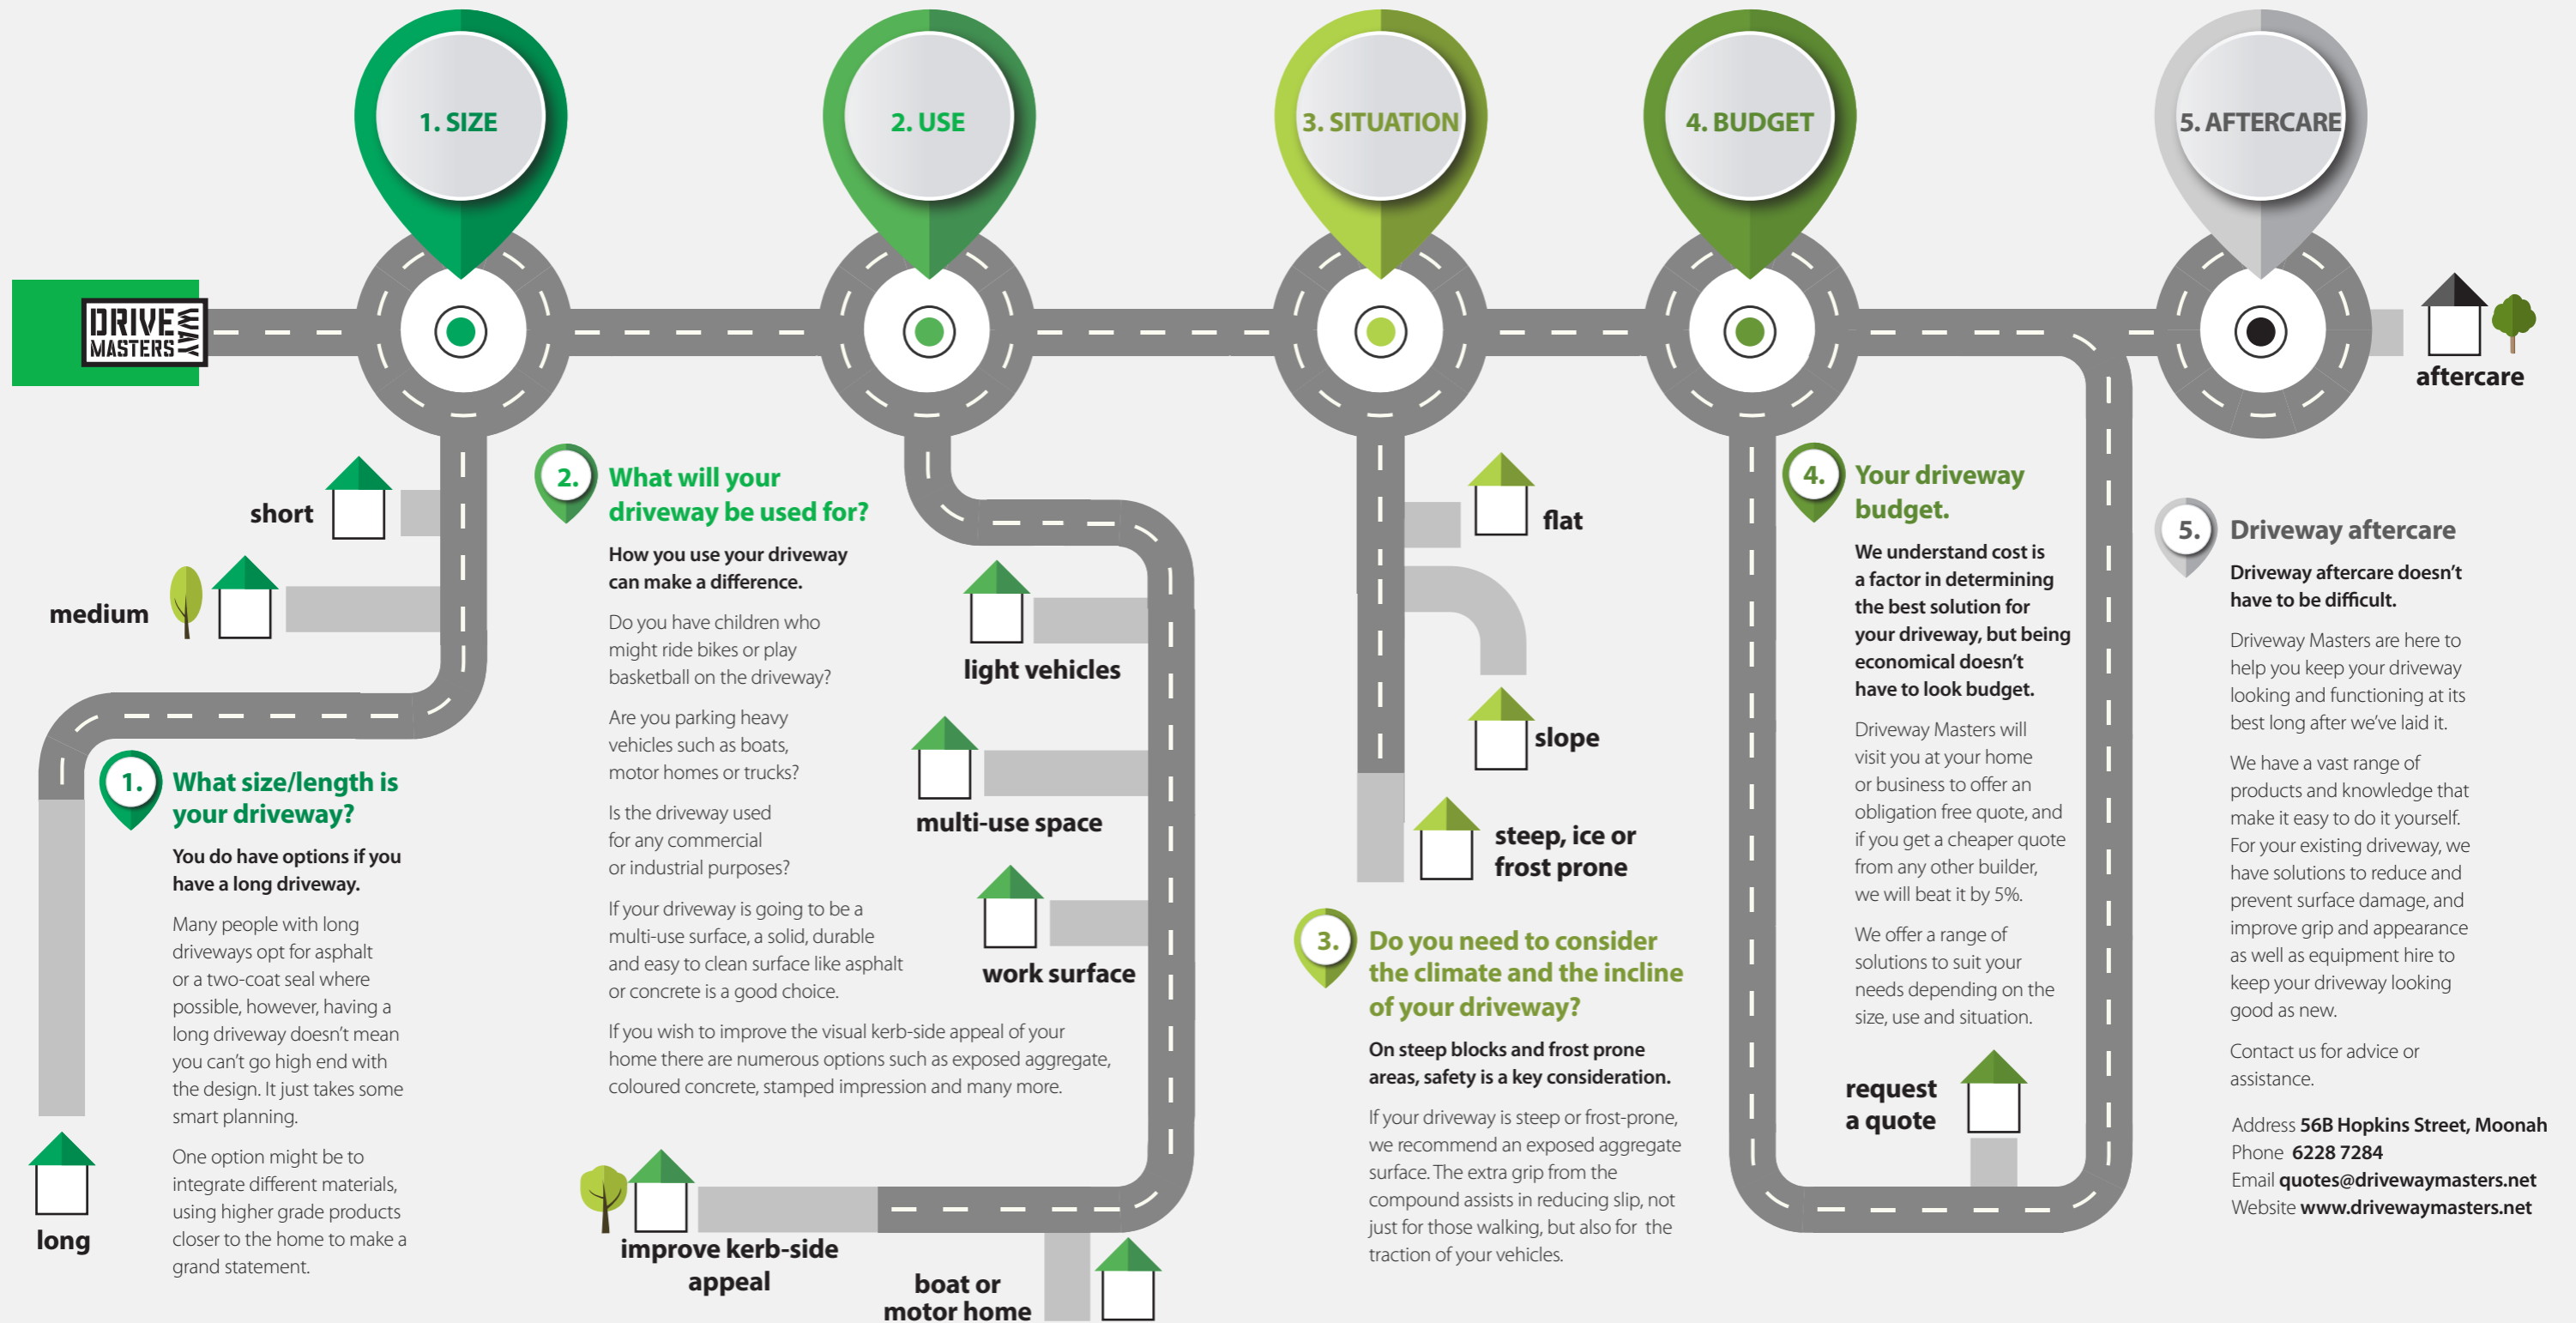 1. SIZE
2. USE
3. SITUATION
4. BUDGET
5. AFTERCARE
DRIVE
WAY
MASTERS
aftercare
short
medium
long
1.
What size/length is
your driveway?
You do have options if you
have a long driveway.
Many people with long
driveways opt for asphalt
or a two-coat seal where
possible, however, having a
long driveway doesn't mean
you can't go high end with
the design. It just takes some
smart planning.
One option might be to
integrate different materials,
using higher grade products
closer to the home to make a
grand statement.
2.
What will your
driveway be used for?
How you use your driveway
can make a difference.
Do you have children who
might ride bikes or play
basketball on the driveway?
Are you parking heavy
vehicles such as boats,
motor homes or trucks?
Is the driveway used
for any commercial
or industrial purposes?
If your driveway is going to be a
multi-use surface, a solid, durable
and easy to clean surface like asphalt
or concrete is a good choice.
If you wish to improve the visual kerb-side appeal of your
home there are numerous options such as exposed aggregate,
coloured concrete, stamped impression and many more.
light vehicles
multi-use space
work surface
improve kerb-side
appeal
boat or
motor home
flat
slope
steep, ice or
frost prone
3.
Do you need to consider
the climate and the incline
of your driveway?
On steep blocks and frost prone
areas, safety is a key consideration.
If your driveway is steep or frost-prone,
we recommend an exposed aggregate
surface. The extra grip from the
compound assists in reducing slip, not
just for those walking, but also for the
traction of your vehicles.
4.
Your driveway
budget.
We understand cost is
a factor in determining
the best solution for
your driveway, but being
economical doesn't
have to look budget.
Driveway Masters will
visit you at your home
or business to offer an
obligation free quote, and
if you get a cheaper quote
from any other builder,
we will beat it by 5%.
We offer a range of
solutions to suit your
needs depending on the
size, use and situation.
request
a quote
5.
Driveway aftercare
Driveway aftercare doesn't
have to be difficult.
Driveway Masters are here to
help you keep your driveway
looking and functioning at its
best long after we've laid it.
We have a vast range of
products and knowledge that
make it easy to do it yourself.
For your existing driveway, we
have solutions to reduce and
prevent surface damage, and
improve grip and appearance
as well as equipment hire to
keep your driveway looking
good as new.
Contact us for advice or
assistance.
Address 56B Hopkins Street, Moonah
Phone 6228 7284
Email quotes@drivewaymasters.net
Website www.drivewaymasters.net